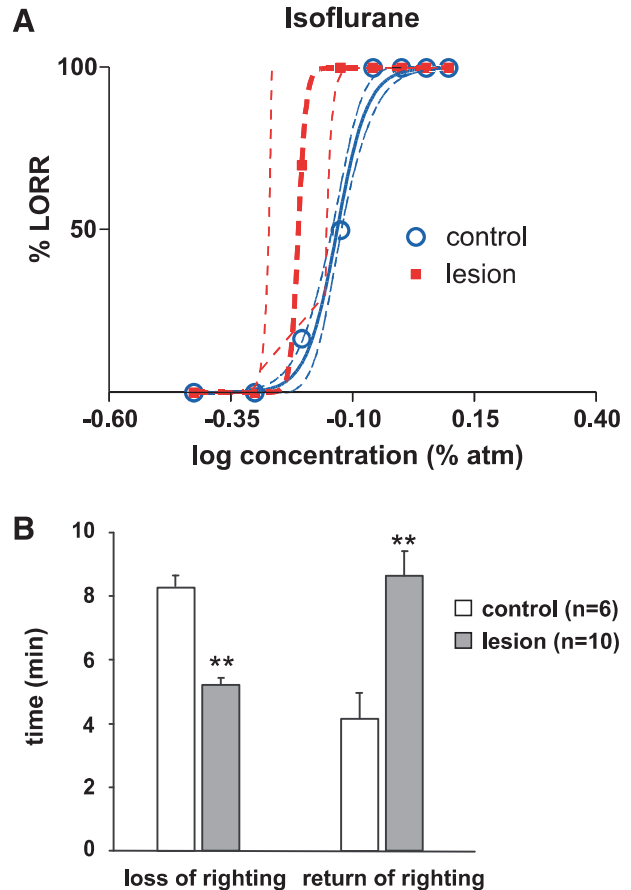 A
Isoflurane
100
50
% LORR
control
lesion
-0.60 -0.35 -0.10 0.15 0.40
log concentration (% atm)
B
10
8
6
4
2
0
time (min)
**
**
control (n=6)
lesion (n=10)
loss of righting return of righting